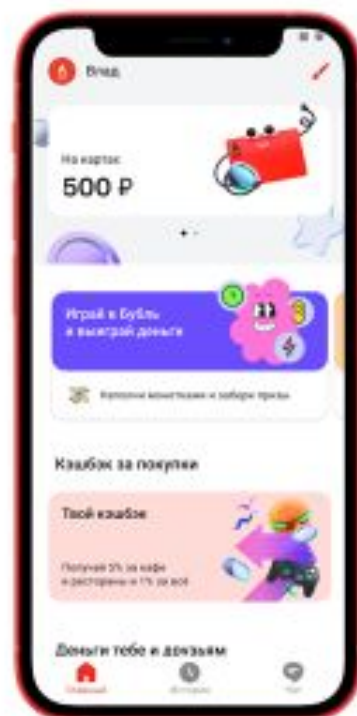 Влад
На картах
500 ₽
Играй в Бубль
и выиграй деньги
Наполни монетками и забери призы
Кэшбэк за покупки
Твой кэшбэк
Получай 5% за кафе
и рестораны и 1% за всё
Деньги тебе и друзьям
Главный
История
Чат